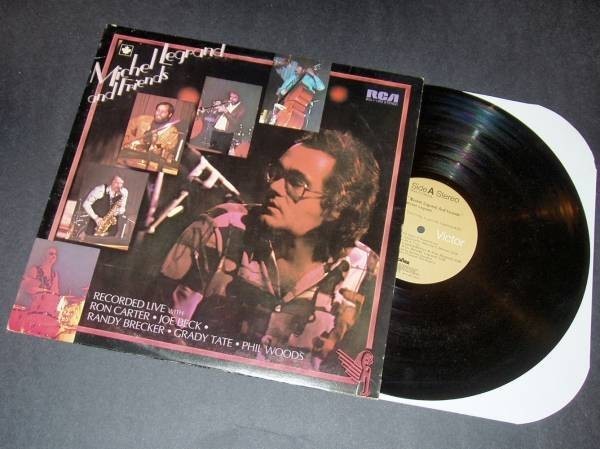 Michel Legrand
and Friends
RCA
RECORDED LIVE WITH
RON CARTER • JOE BECK •
RANDY BRECKER • GRADY TATE • PHIL WOODS
Side A Stereo
Victor